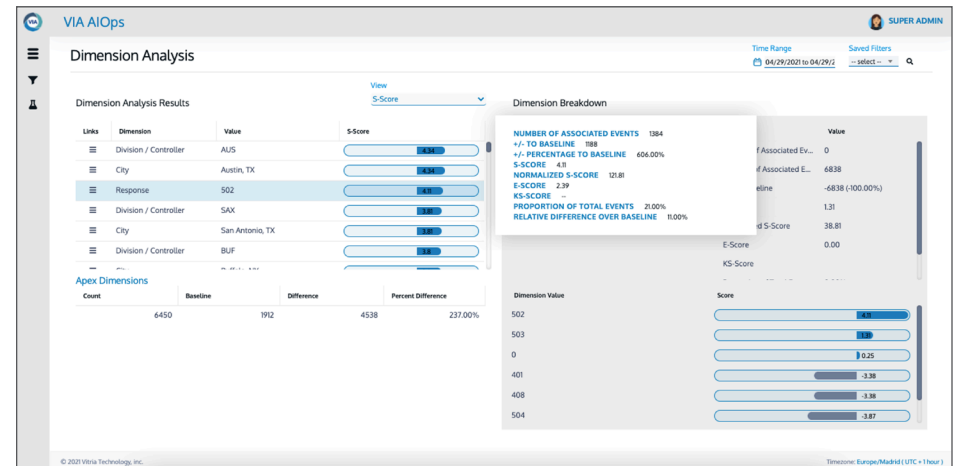 VIA
VIA AIOps
SUPER ADMIN
Dimension Analysis
Time Range
Saved Filters
04/29/2021 to 04/29/2
-- select --
View
S-Score
Dimension Analysis Results
Dimension Breakdown
Links Dimension Value S-Score
Division / Controller AUS 4.34
City Austin, TX 4.34
Response 502 4.11
Division / Controller SAX 3.81
City San Antonio, TX 3.81
Division / Controller BUF 3.8
NUMBER OF ASSOCIATED EVENTS 1384
+/- TO BASELINE 1188
+/- PERCENTAGE TO BASELINE 606.00%
S-SCORE 4.11
NORMALIZED S-SCORE 121.81
E-SCORE 2.39
KS-SCORE --
PROPORTION OF TOTAL EVENTS 21.00%
RELATIVE DIFFERENCE OVER BASELINE 11.00%
Value
f Associated Ev... 0
f Associated E... 6838
eline -6838 (-100.00%)
1.31
d S-Score 38.81
E-Score 0.00
KS-Score
Apex Dimensions
Count Baseline Difference Percent Difference
6450 1912 4538 237.00%
Dimension Value Score
502 4.11
503 1.31
0 0.25
401 -3.38
408 -3.38
504 -3.87
© 2021 Vitria Technology, inc.
Timezone: Europe/Madrid ( UTC + 1 hour )